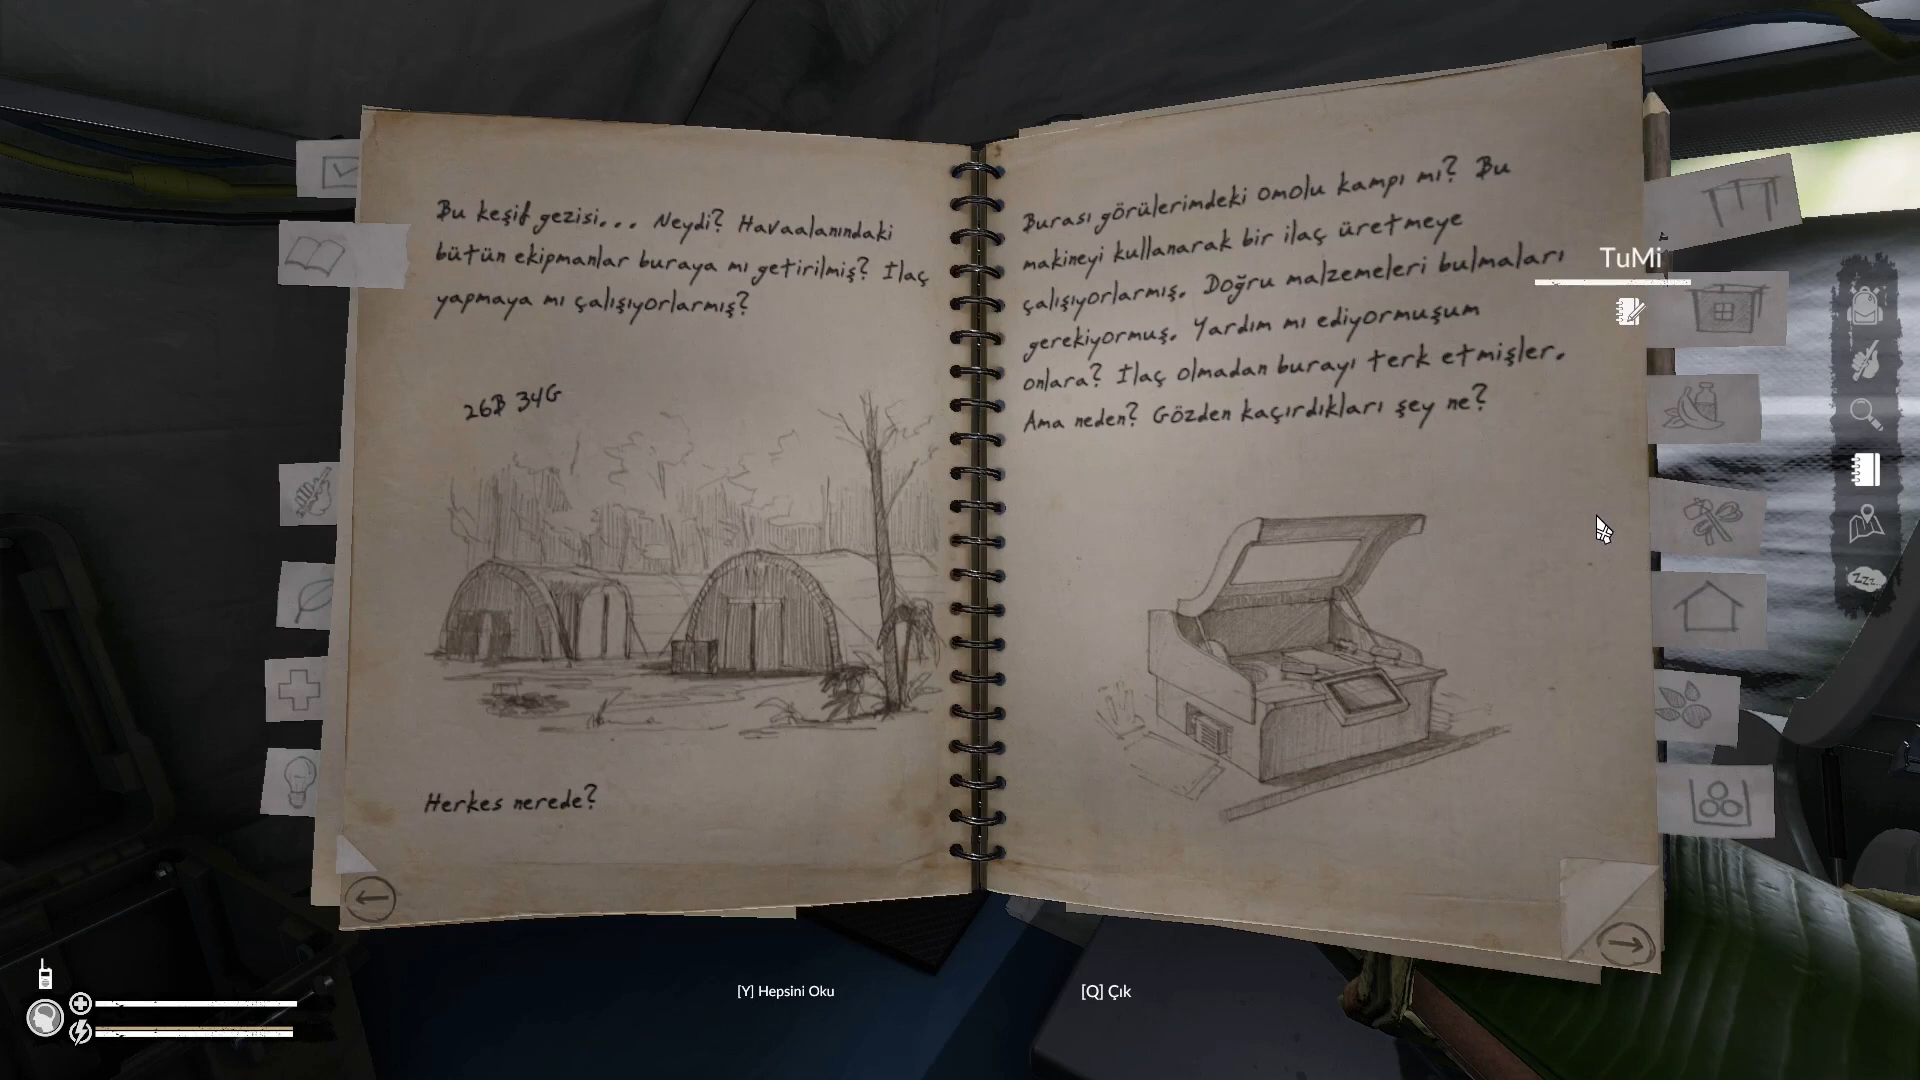 Bu keşif gezisi... Neydi? Havaalanındaki
bütün ekipmanlar buraya mı getirilmiş? İlaç
yapmaya mı çalışıyorlarmış?
26B 34G
Herkes nerede?
Burası görülerimdeki Omolu kampı mı? Bu
makineyi kullanarak bir ilaç üretmeye
çalışıyorlarmış. Doğru malzemeleri bulmaları
gerekiyormuş. Yardım mı ediyormuşum
onlara? İlaç olmadan burayı terk etmişler.
Ama neden? Gözden kaçırdıkları şey ne?
TuMi
Zzz
[Y] Hepsini Oku
[Q] Çık